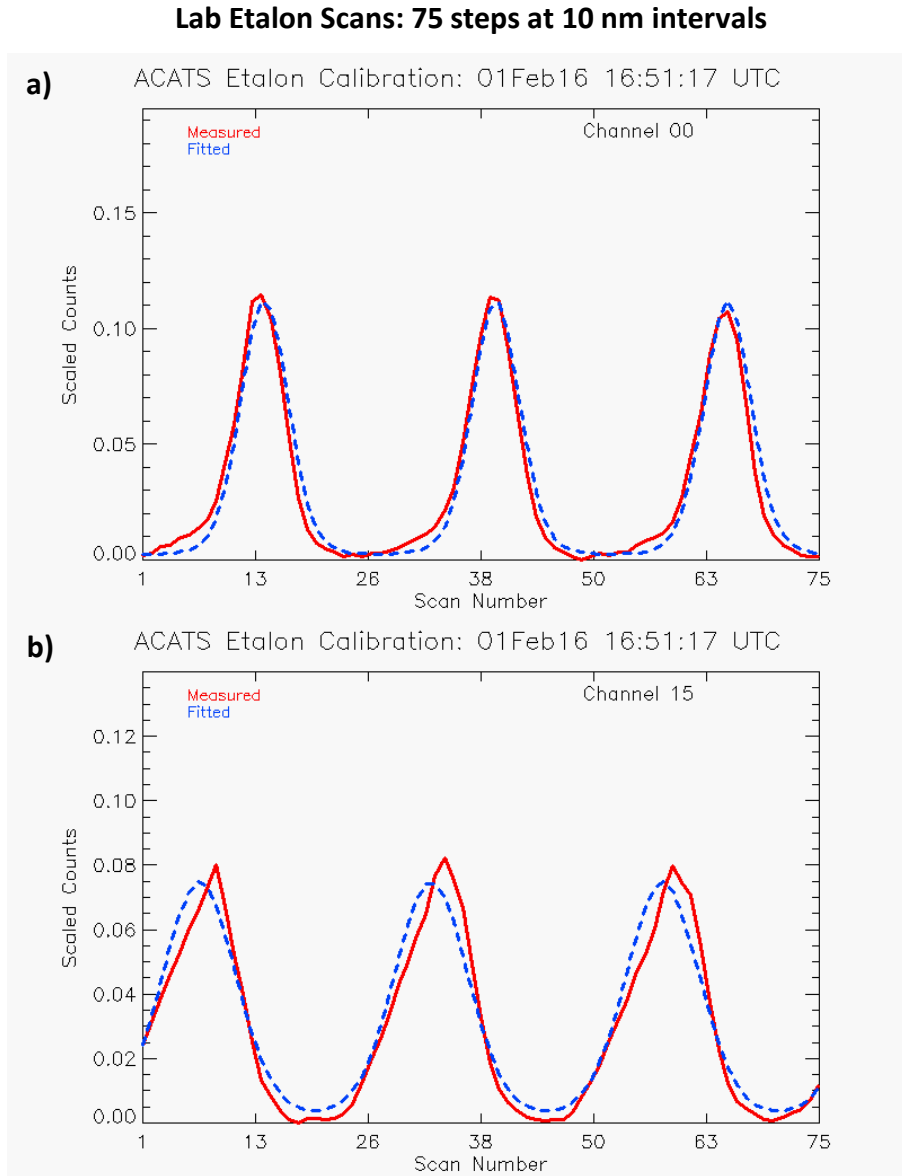 Lab Etalon Scans: 75 steps at 10 nm intervals
a)
ACATS Etalon Calibration: 01Feb16 16:51:17 UTC
Measured
Fitted
Channel 00
0.15
0.10
0.05
0.00
Scaled Counts
1 13 26 38 50 63 75
Scan Number
b)
ACATS Etalon Calibration: 01Feb16 16:51:17 UTC
Measured
Fitted
Channel 15
0.12
0.10
0.08
0.06
0.04
0.02
0.00
Scaled Counts
1 13 26 38 50 63 75
Scan Number